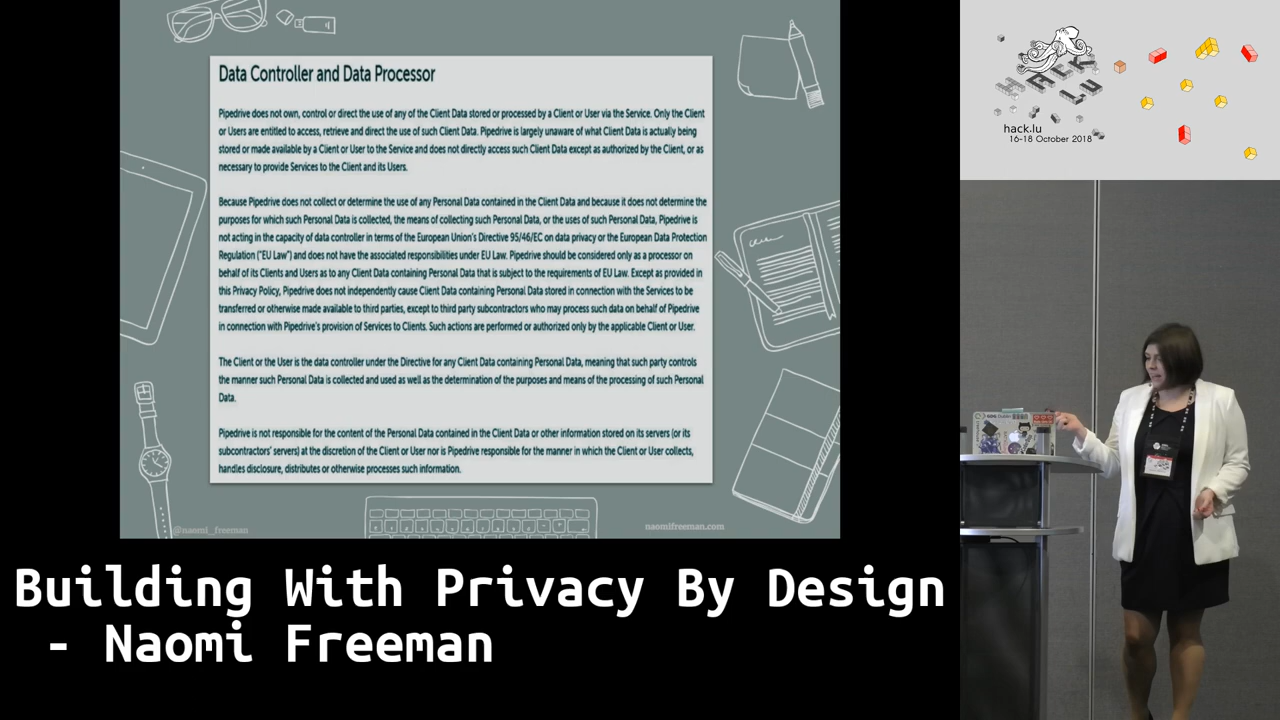 Data Controller and Data Processor
Pipedrive does not own, control or direct the use of any of the Client Data stored or processed by a Client or User via the Service. Only the Client
or Users are entitled to access, retrieve and direct the use of such Client Data. Pipedrive is largely unaware of what Client Data is actually being
stored or made available by a Client or User to the Service and does not directly access such Client Data except as authorized by the Client, or as
necessary to provide Services to the Client and its Users.
Because Pipedrive does not collect or determine the use of any Personal Data contained in the Client Data and because it does not determine the
purposes for which such Personal Data is collected, the means of collecting such Personal Data, or the uses of such Personal Data, Pipedrive is
not acting in the capacity of data controller in terms of the European Union's Directive 95/46/EC on data privacy or the European Data Protection
Regulation ("EU Law") and does not have the associated responsibilities under EU Law. Pipedrive should be considered only as a processor on
behalf of its Clients and Users as to any Client Data containing Personal Data that is subject to the requirements of EU Law. Except as provided in
this Privacy Policy, Pipedrive does not independently cause Client Data containing Personal Data stored in connection with the Services to be
transferred or otherwise made available to third parties, except to third party subcontractors who may process such data on behalf of Pipedrive
in connection with Pipedrive's provision of Services to Clients. Such actions are performed or authorized only by the applicable Client or User.
The Client or the User is the data controller under the Directive for any Client Data containing Personal Data, meaning that such party controls
the manner such Personal Data is collected and used as well as the determination of the purposes and means of the processing of such Personal
Data.
Pipedrive is not responsible for the content of the Personal Data contained in the Client Data or other information stored on its servers (or its
subcontractors' servers) at the discretion of the Client or User nor is Pipedrive responsible for the manner in which the Client or User collects,
handles disclosure, distributes or otherwise processes such information.
@naomi_freeman
naomifreeman.com
HACK
LU
hack.lu
16-18 October 2018
Building With Privacy By Design
- Naomi Freeman